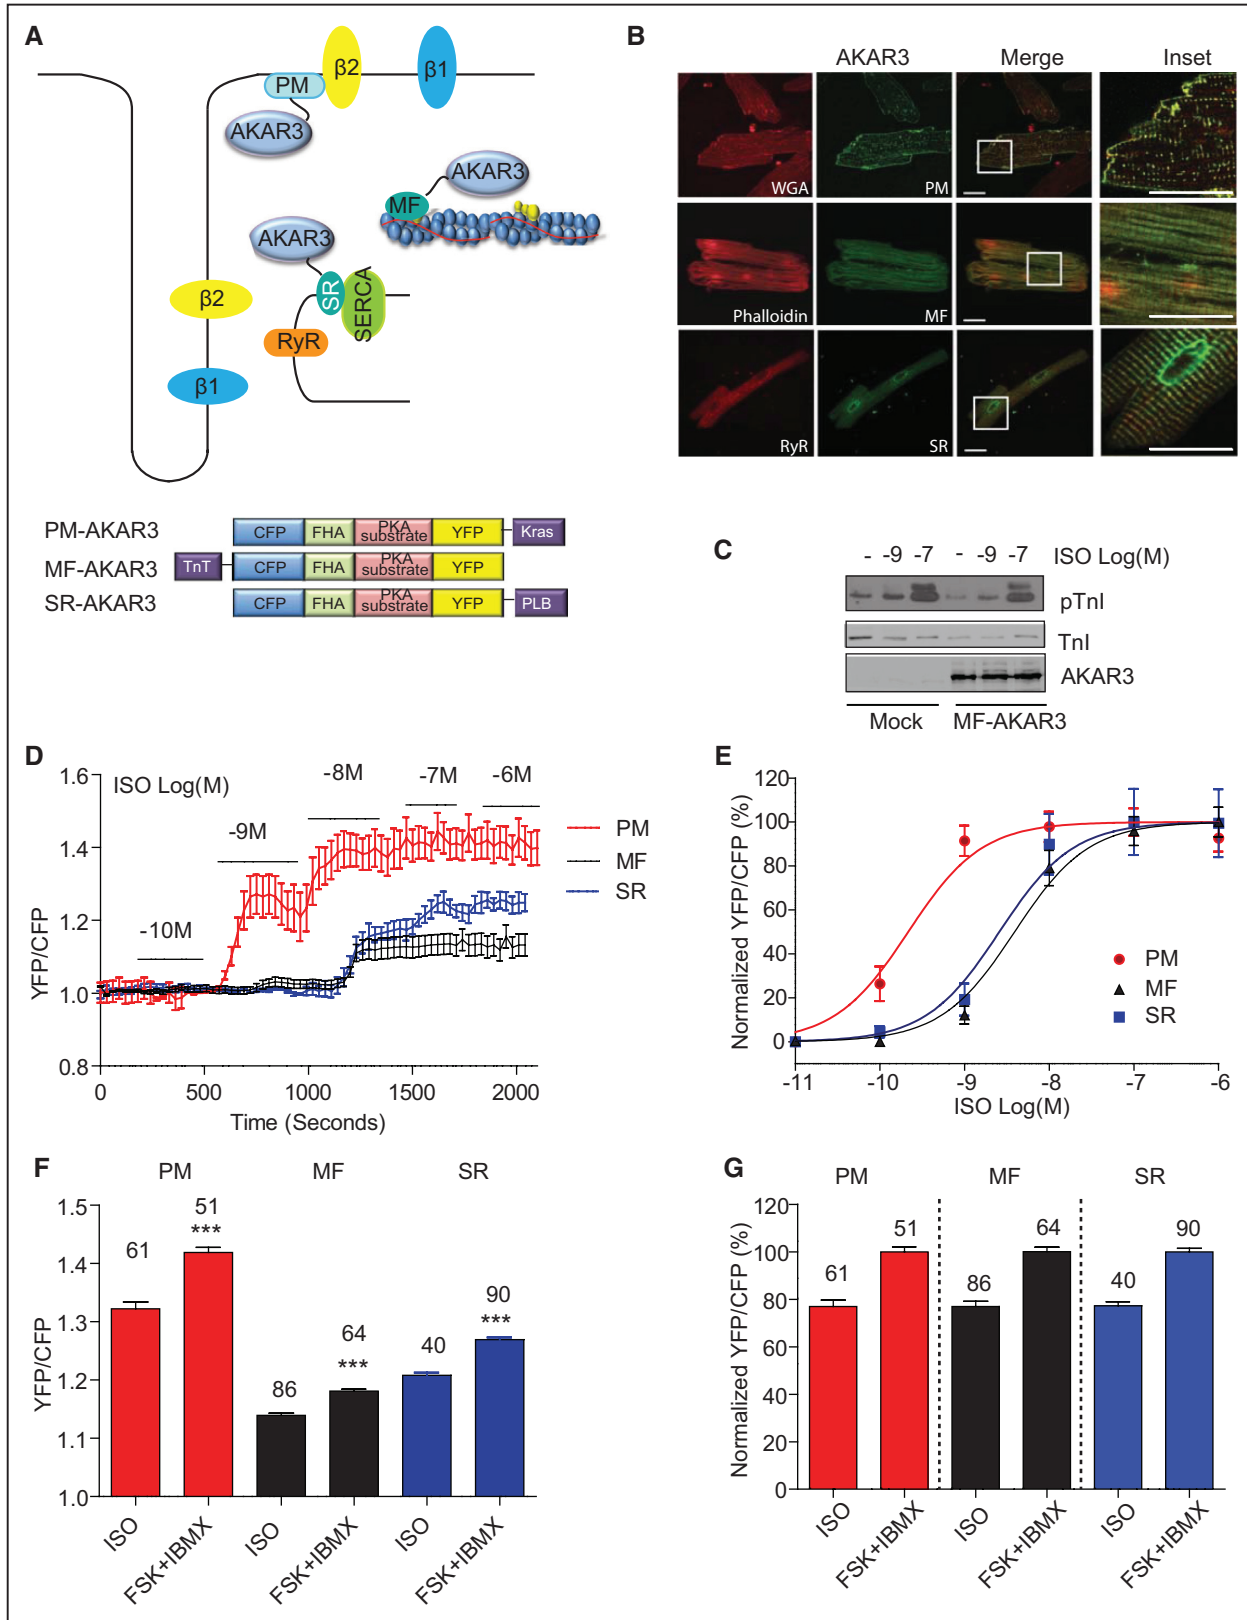 A
β2
PM
β1
AKAR3
AKAR3
MF
AKAR3
SR
SERCA
β2
RyR
β1
PM-AKAR3 CFP FHA PKA substrate YFP Kras
MF-AKAR3 TnT CFP FHA PKA substrate YFP
SR-AKAR3 CFP FHA PKA substrate YFP PLB
B
AKAR3 Merge Inset
WGA PM
Phalloidin MF
RyR SR
C
- -9 -7 - -9 -7 ISO Log(M)
pTnI
TnI
AKAR3
Mock MF-AKAR3
D
ISO Log(M)
-10M
-9M
-8M
-7M
-6M
PM
MF
SR
1.6
1.4
1.2
1.0
0.8
YFP/CFP
0 500 1000 1500 2000
Time (Seconds)
E
120
100
80
60
40
20
0
Normalized YFP/CFP (%)
PM
MF
SR
-11 -10 -9 -8 -7 -6
ISO Log(M)
F
PM MF SR
1.5
1.4
1.3
1.2
1.1
1.0
YFP/CFP
61
51
***
86
64
***
40
90
***
ISO FSK+IBMX ISO FSK+IBMX ISO FSK+IBMX
G
PM MF SR
120
100
80
60
40
20
0
Normalized YFP/CFP (%)
61 51 86 64 40 90
ISO FSK+IBMX ISO FSK+IBMX ISO FSK+IBMX